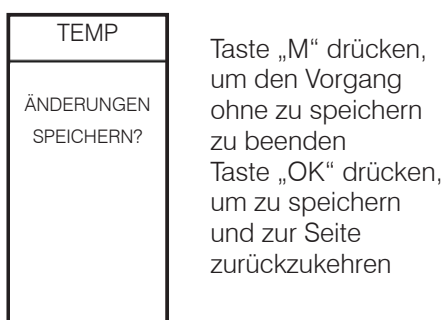 TEMP
ÄNDERUNGEN
SPEICHERN?
Taste „M“ drücken,
um den Vorgang
ohne zu speichern
zu beenden
Taste „OK“ drücken,
um zu speichern
und zur Seite
zurückzukehren